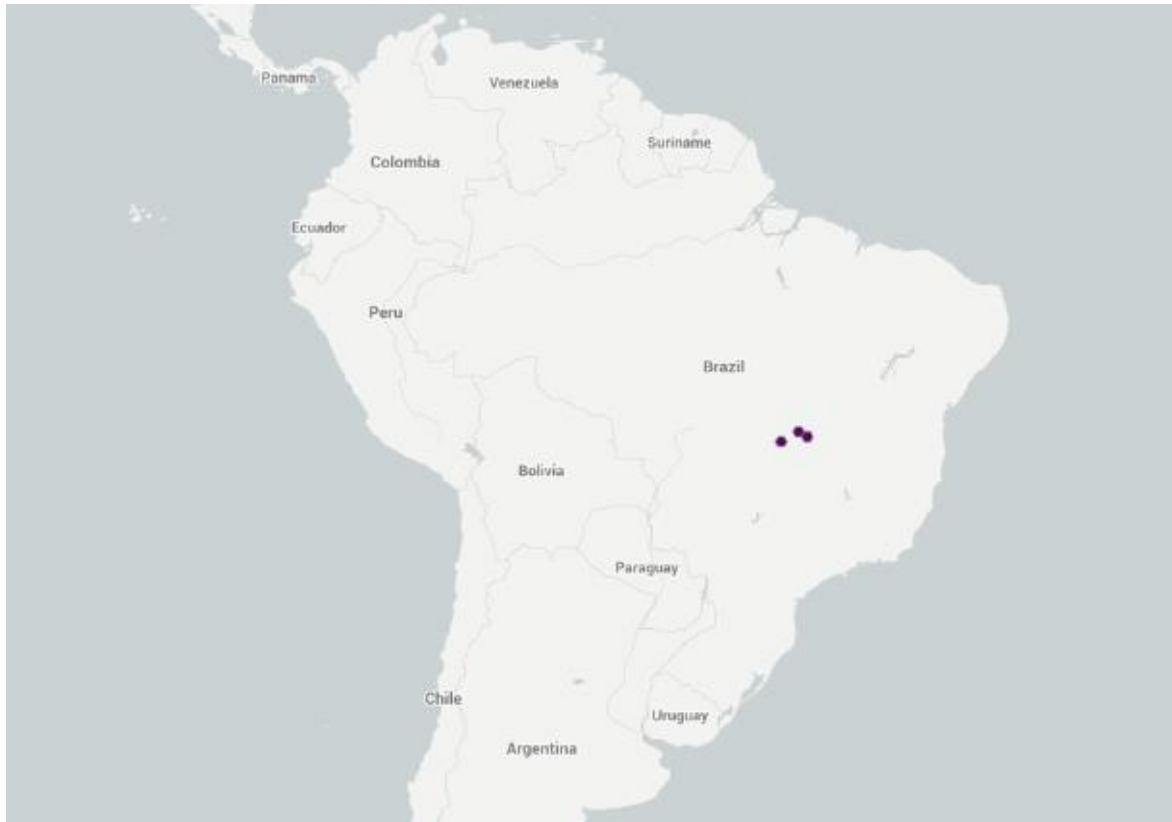 Panama
Venezuela
Suriname
Colombia
Ecuador
Peru
Brazil
Bolivia
Paraguay
Chile
Uruguay
Argentina